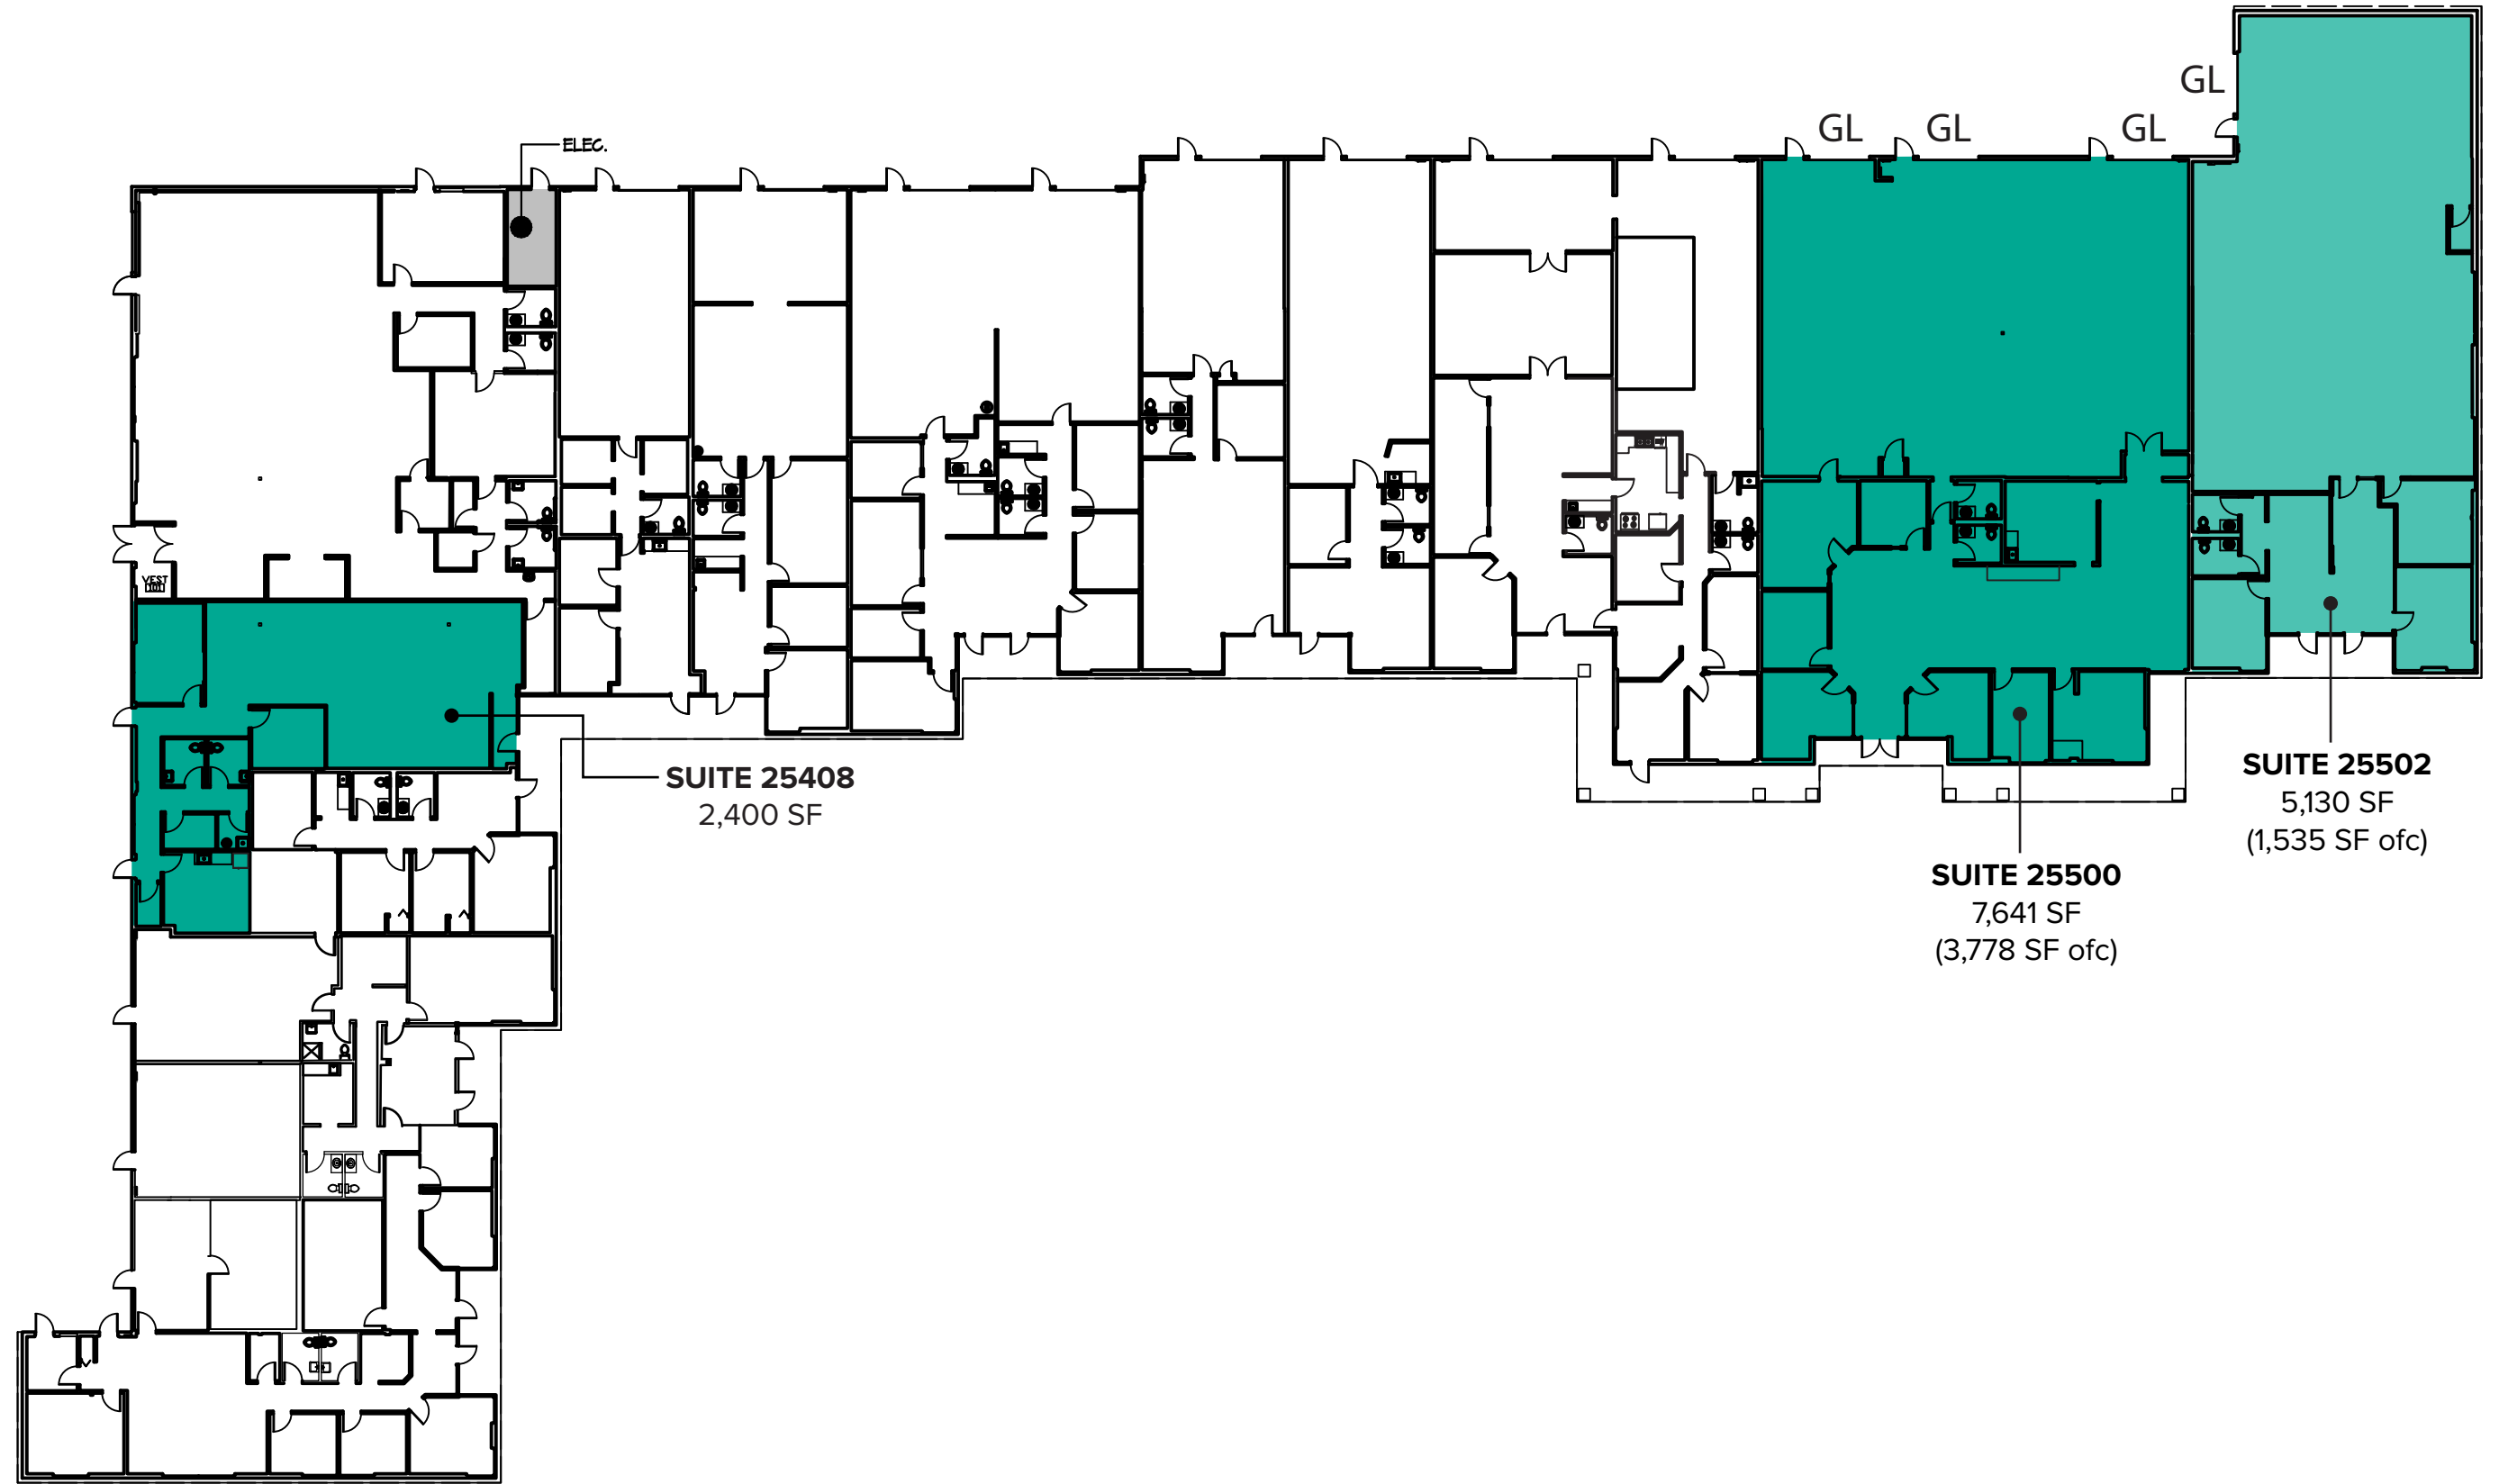 GL
GL
GL
GL
ELEC.
VEST
101
SUITE 25408
2,400 SF
SUITE 25502
5,130 SF
(1,535 SF ofc)
SUITE 25500
7,641 SF
(3,778 SF ofc)